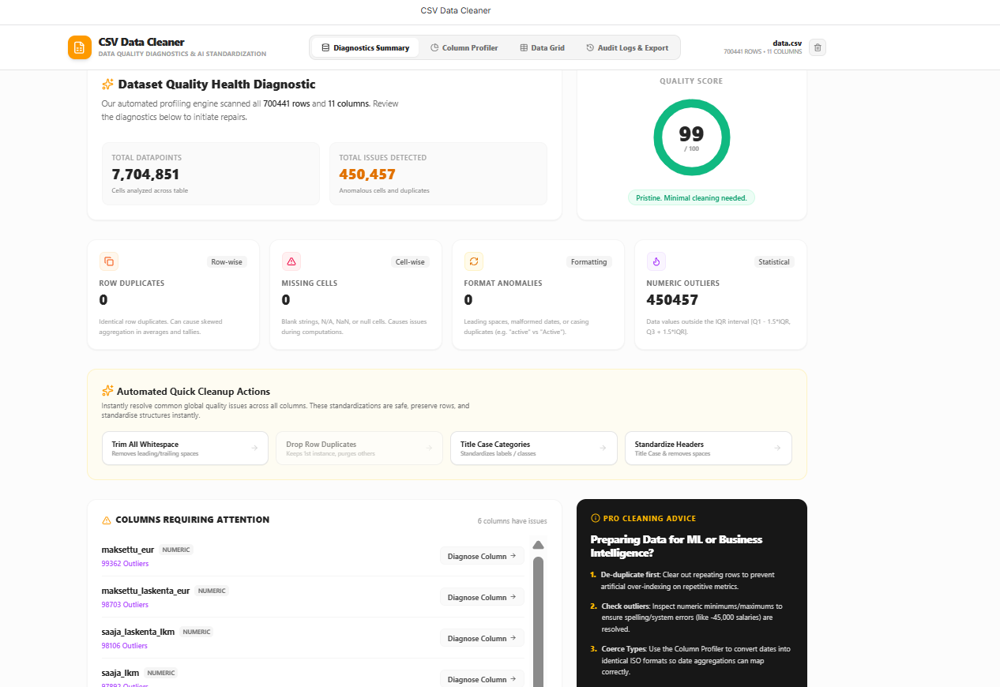 CSV Data Cleaner
CSV Data Cleaner
DATA QUALITY DIAGNOSTICS & AI STANDARDIZATION
Diagnostics Summary
Column Profiler
Data Grid
Audit Logs & Export
data.csv
700441 ROWS • 11 COLUMNS
Dataset Quality Health Diagnostic
Our automated profiling engine scanned all 700441 rows and 11 columns. Review
the diagnostics below to initiate repairs.
TOTAL DATAPOINTS
7,704,851
Cells analyzed across table
TOTAL ISSUES DETECTED
450,457
Anomalous cells and duplicates
QUALITY SCORE
99
/ 100
Pristine. Minimal cleaning needed.
Row-wise
ROW DUPLICATES
0
Identical row duplicates. Can cause skewed
aggregation in averages and tallies.
Cell-wise
MISSING CELLS
0
Blank strings, N/A, NaN, or null cells. Causes issues
during computations.
Formatting
FORMAT ANOMALIES
0
Leading spaces, malformed dates, or casing
duplicates (e.g. "active" vs "Active").
Statistical
NUMERIC OUTLIERS
450457
Data values outside the IQR interval [Q1 - 1.5*IQR,
Q3 + 1.5*IQR].
Automated Quick Cleanup Actions
Instantly resolve common global quality issues across all columns. These standardizations are safe, preserve rows, and
standardise structures instantly.
Trim All Whitespace
Removes leading/trailing spaces
Drop Row Duplicates
Keeps 1st instance, purges others
Title Case Categories
Standardizes labels / classes
Standardize Headers
Title Case & removes spaces
COLUMNS REQUIRING ATTENTION
6 columns have issues
maksettu_eur NUMERIC
99362 Outliers
Diagnose Column
maksettu_laskenta_eur NUMERIC
98703 Outliers
Diagnose Column
saaja_laskenta_lkm NUMERIC
98106 Outliers
Diagnose Column
saaja_lkm NUMERIC
97892 Outliers
Diagnose Column
PRO CLEANING ADVICE
Preparing Data for ML or Business
Intelligence?
1. De-duplicate first: Clear out repeating rows to prevent
artificial over-indexing on repetitive metrics.
2. Check outliers: Inspect numeric minimums/maximums to
ensure spelling/system errors (like -45,000 salaries) are
resolved.
3. Coerce Types: Use the Column Profiler to convert dates into
identical ISO formats so date aggregations can map
correctly.